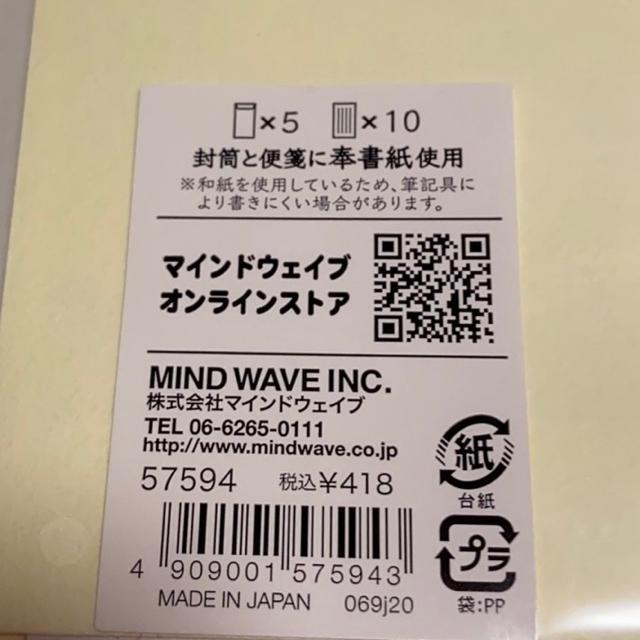 ×5 ×10
封筒と便箋に奉書紙使用
※和紙を使用しているため、筆記具に
より書きにくい場合があります。
マインドウェイブ
オンラインストア
MIND WAVE INC.
株式会社マインドウェイブ
TEL 06-6265-0111
http://www.mindwave.co.jp
57594 税込¥418
紙
台紙
プラ
袋:PP
4 909001 575943
MADE IN JAPAN 069j20